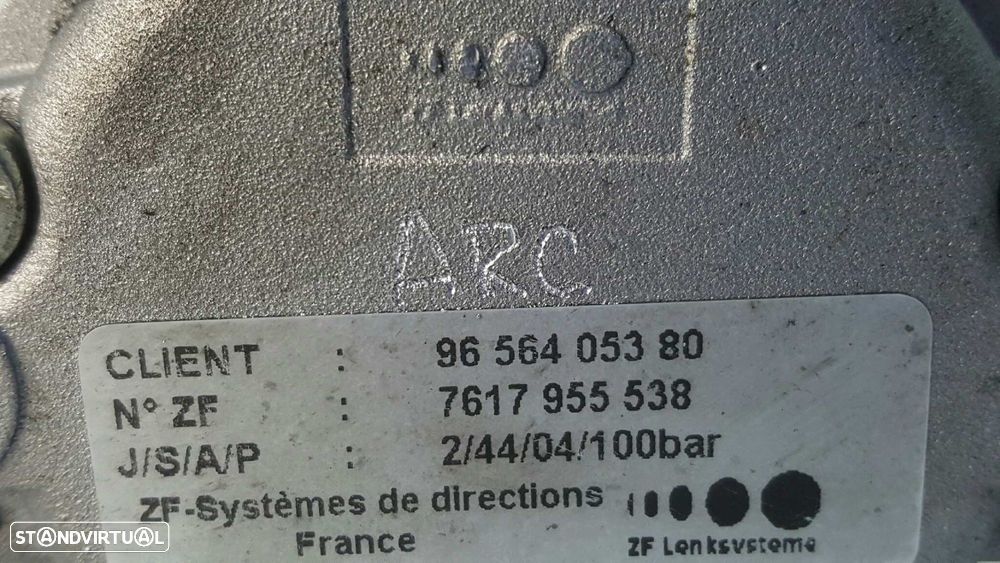 ARC
CLIENT : 96 564 053 80
N° ZF : 7617 955 538
J/S/A/P : 2/44/04/100bar
ZF-Systèmes de directions
France
ZF Lenksysteme
STANDVIRTUAL